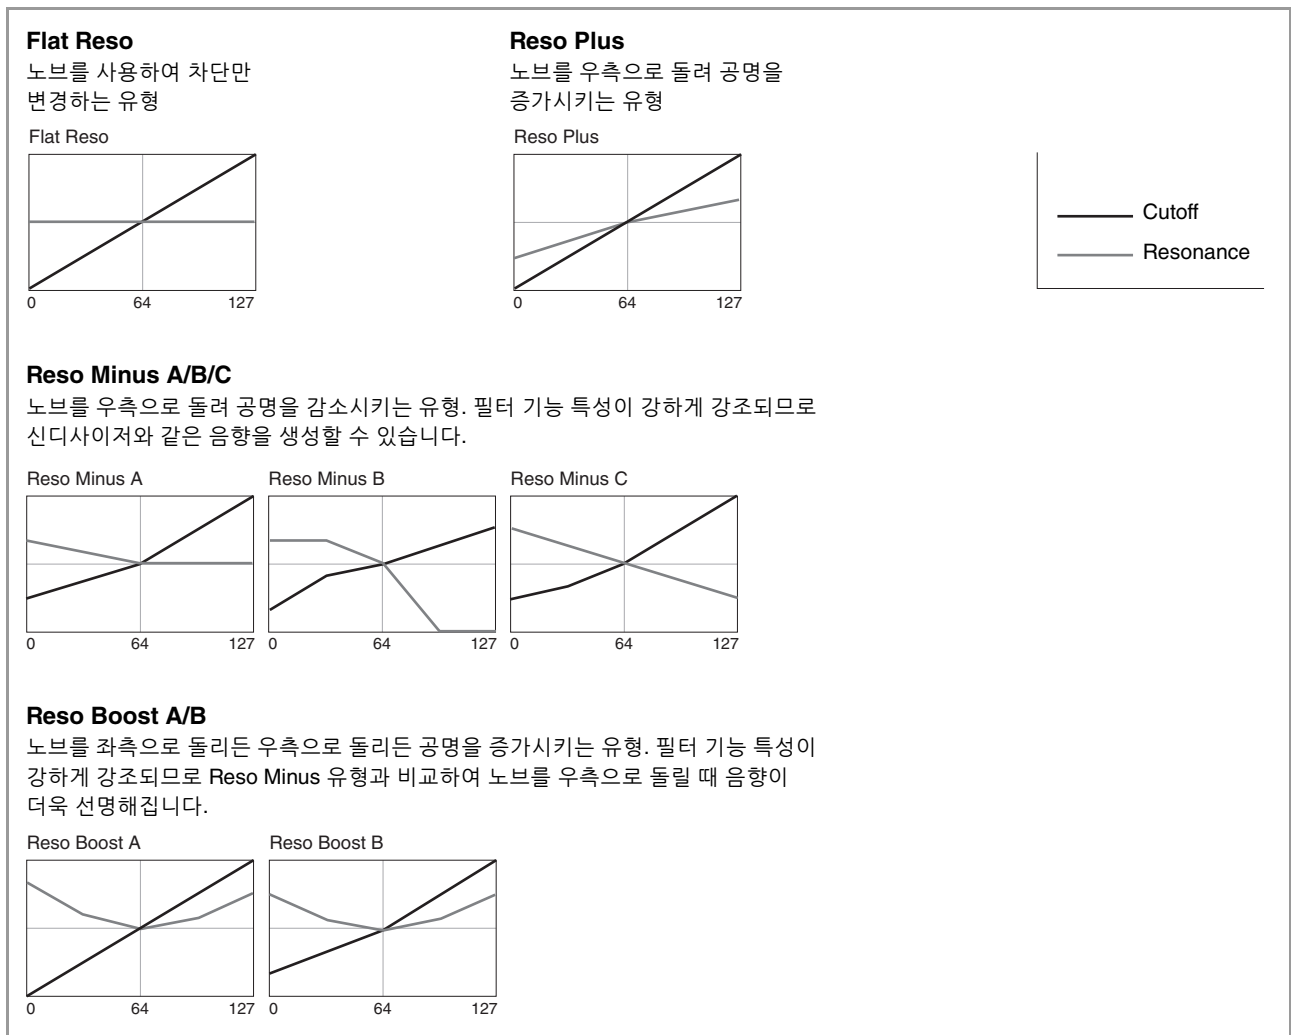 Flat Reso
노브를 사용하여 차단만
변경하는 유형
Flat Reso
0 64 127
Reso Plus
노브를 우측으로 돌려 공명을
증가시키는 유형
Reso Plus
0 64 127
Cutoff
Resonance
Reso Minus A/B/C
노브를 우측으로 돌려 공명을 감소시키는 유형. 필터 기능 특성이 강하게 강조되므로
신디사이저와 같은 음향을 생성할 수 있습니다.
Reso Minus A
0 64 127
Reso Minus B
0 64 127
Reso Minus C
0 64 127
Reso Boost A/B
노브를 좌측으로 돌리든 우측으로 돌리든 공명을 증가시키는 유형. 필터 기능 특성이
강하게 강조되므로 Reso Minus 유형과 비교하여 노브를 우측으로 돌릴 때 음향이
더욱 선명해집니다.
Reso Boost A
0 64 127
Reso Boost B
0 64 127